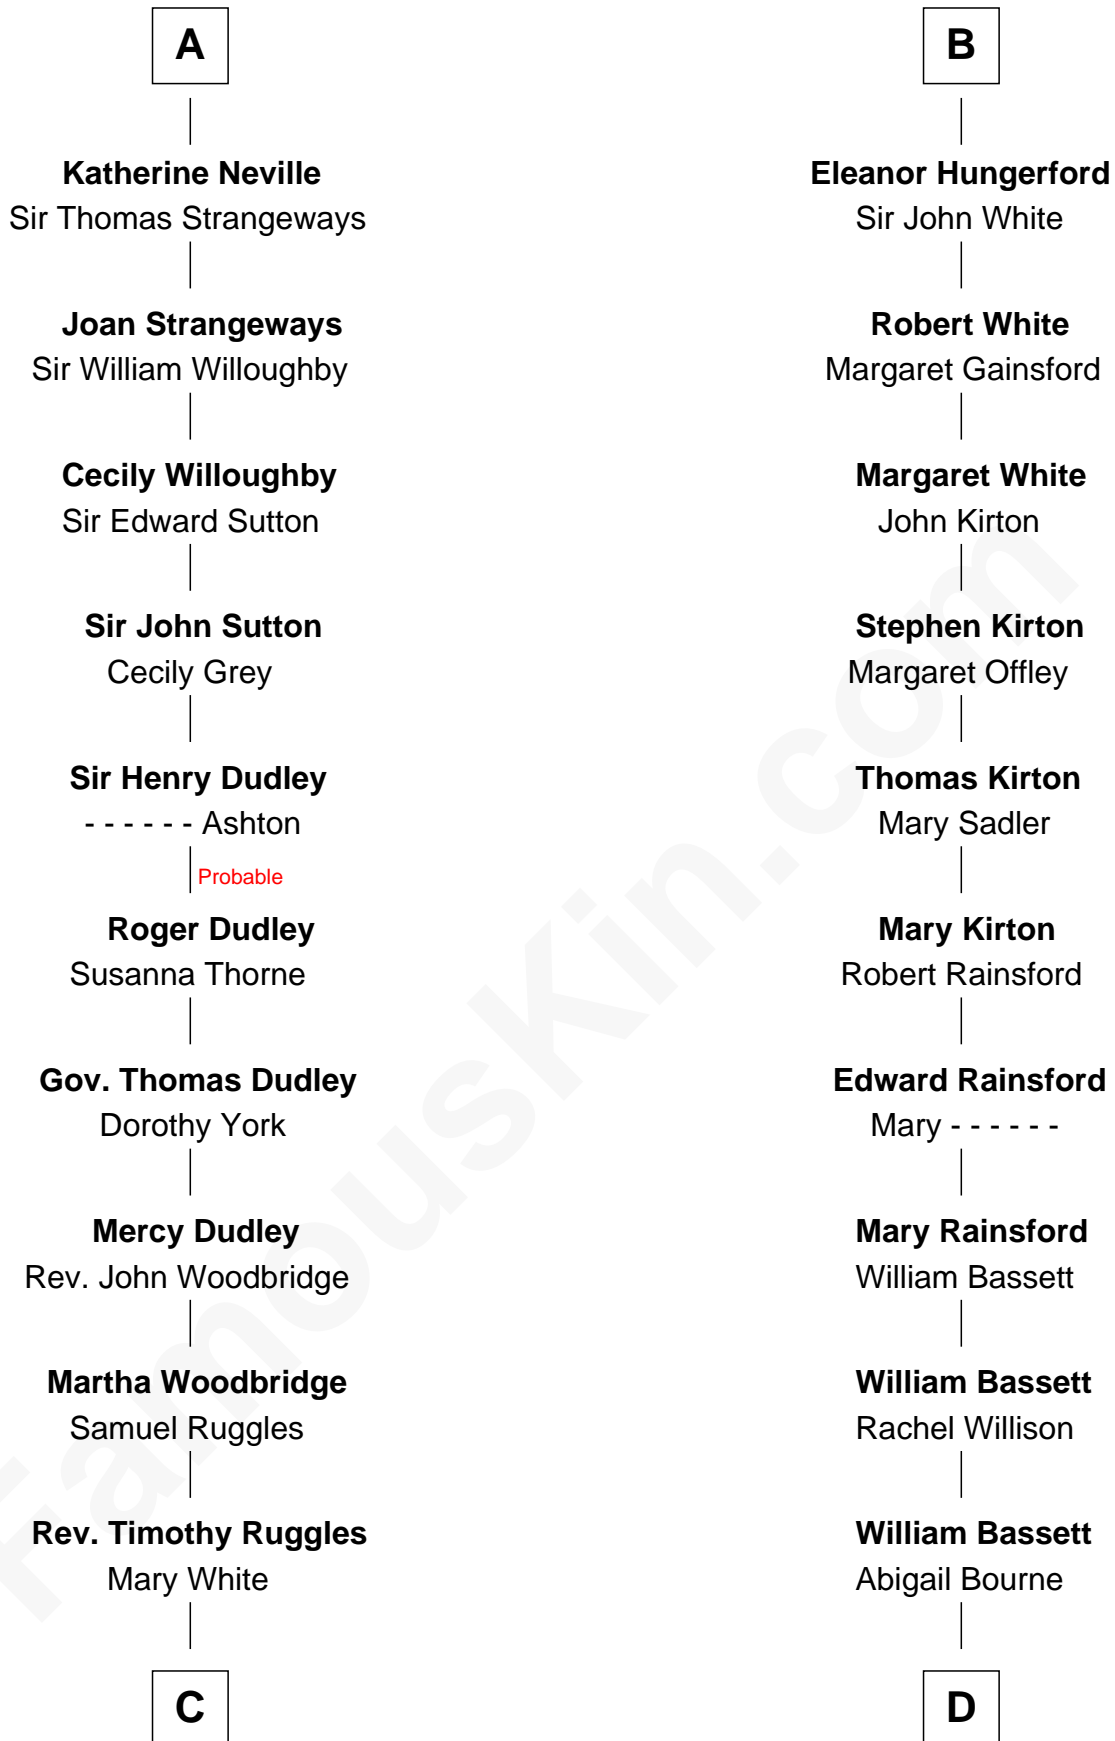 A
Katherine Neville
Sir Thomas Strangeways
Joan Strangeways
Sir William Willoughby
Cecily Willoughby
Sir Edward Sutton
Sir John Sutton
Cecily Grey
Sir Henry Dudley
- - - - - - Ashton
Probable
Roger Dudley
Susanna Thorne
Gov. Thomas Dudley
Dorothy York
Mercy Dudley
Rev. John Woodbridge
Martha Woodbridge
Samuel Ruggles
Rev. Timothy Ruggles
Mary White
C
B
Eleanor Hungerford
Sir John White
Robert White
Margaret Gainsford
Margaret White
John Kirton
Stephen Kirton
Margaret Offley
Thomas Kirton
Mary Sadler
Mary Kirton
Robert Rainsford
Edward Rainsford
Mary - - - - - -
Mary Rainsford
William Bassett
William Bassett
Rachel Willison
William Bassett
Abigail Bourne
D
FamousKin.com